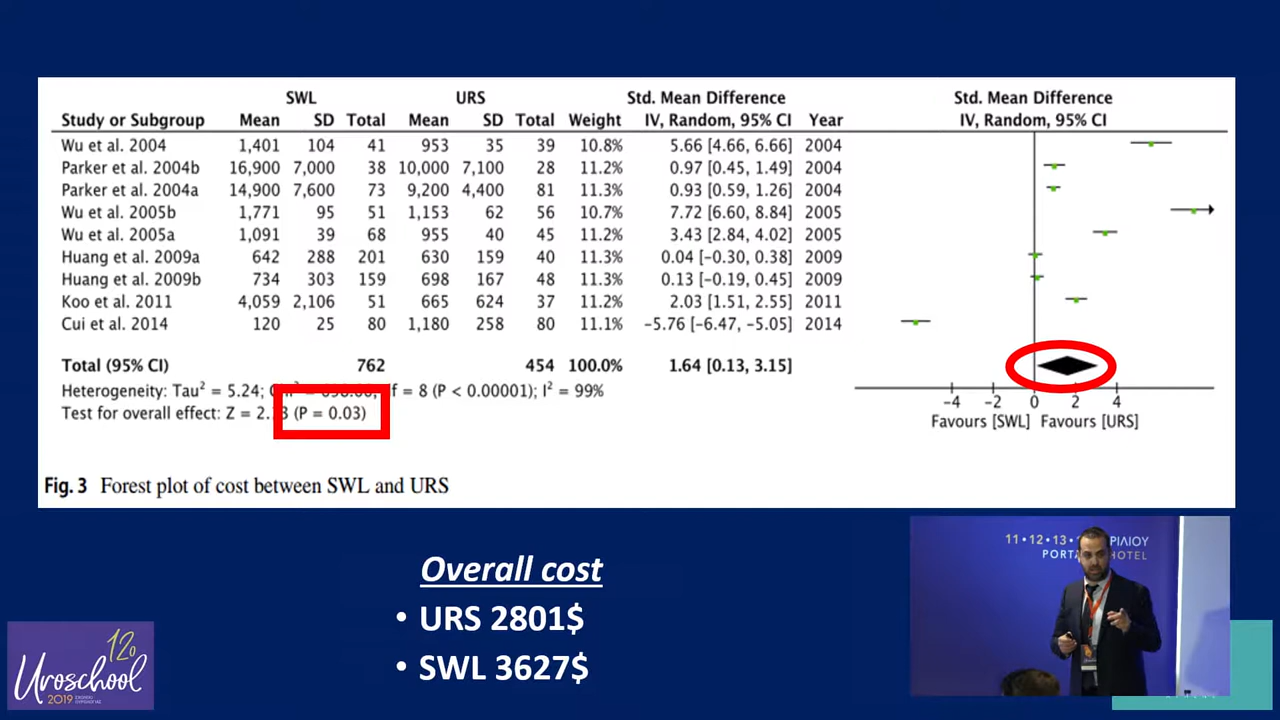 SWL URS Std. Mean Difference Std. Mean Difference
Study or Subgroup Mean SD Total Mean SD Total Weight IV, Random, 95% CI Year IV, Random, 95% CI
Wu et al. 2004 1,401 104 41 953 35 39 10.8% 5.66 [4.66, 6.66] 2004
Parker et al. 2004b 16,900 7,000 38 10,000 7,100 28 11.2% 0.97 [0.45, 1.49] 2004
Parker et al. 2004a 14,900 7,600 73 9,200 4,400 81 11.3% 0.93 [0.59, 1.26] 2004
Wu et al. 2005b 1,771 95 51 1,153 62 56 10.7% 7.72 [6.60, 8.84] 2005
Wu et al. 2005a 1,091 39 68 955 40 45 11.2% 3.43 [2.84, 4.02] 2005
Huang et al. 2009a 642 288 201 630 159 40 11.3% 0.04 [−0.30, 0.38] 2009
Huang et al. 2009b 734 303 159 698 167 48 11.3% 0.13 [−0.19, 0.45] 2009
Koo et al. 2011 4,059 2,106 51 665 624 37 11.2% 2.03 [1.51, 2.55] 2011
Cui et al. 2014 120 25 80 1,180 258 80 11.1% −5.76 [−6.47, −5.05] 2014
Total (95% CI) 762 454 100.0% 1.64 [0.13, 3.15]
Heterogeneity: Tau² = 5.24; = 8 (P < 0.00001); I² = 99%
Test for overall effect: Z = (P = 0.03)
−4 −2 0 2 4
Favours [SWL] Favours [URS]
Fig. 3 Forest plot of cost between SWL and URS
Overall cost
• URS 2801$
• SWL 3627$
11•12•13•
HOTEL
12ο
Uroschool
2019 ΣΧΟΛΕΙΟ
ΟΥΡΟΛΟΓΙΑΣ